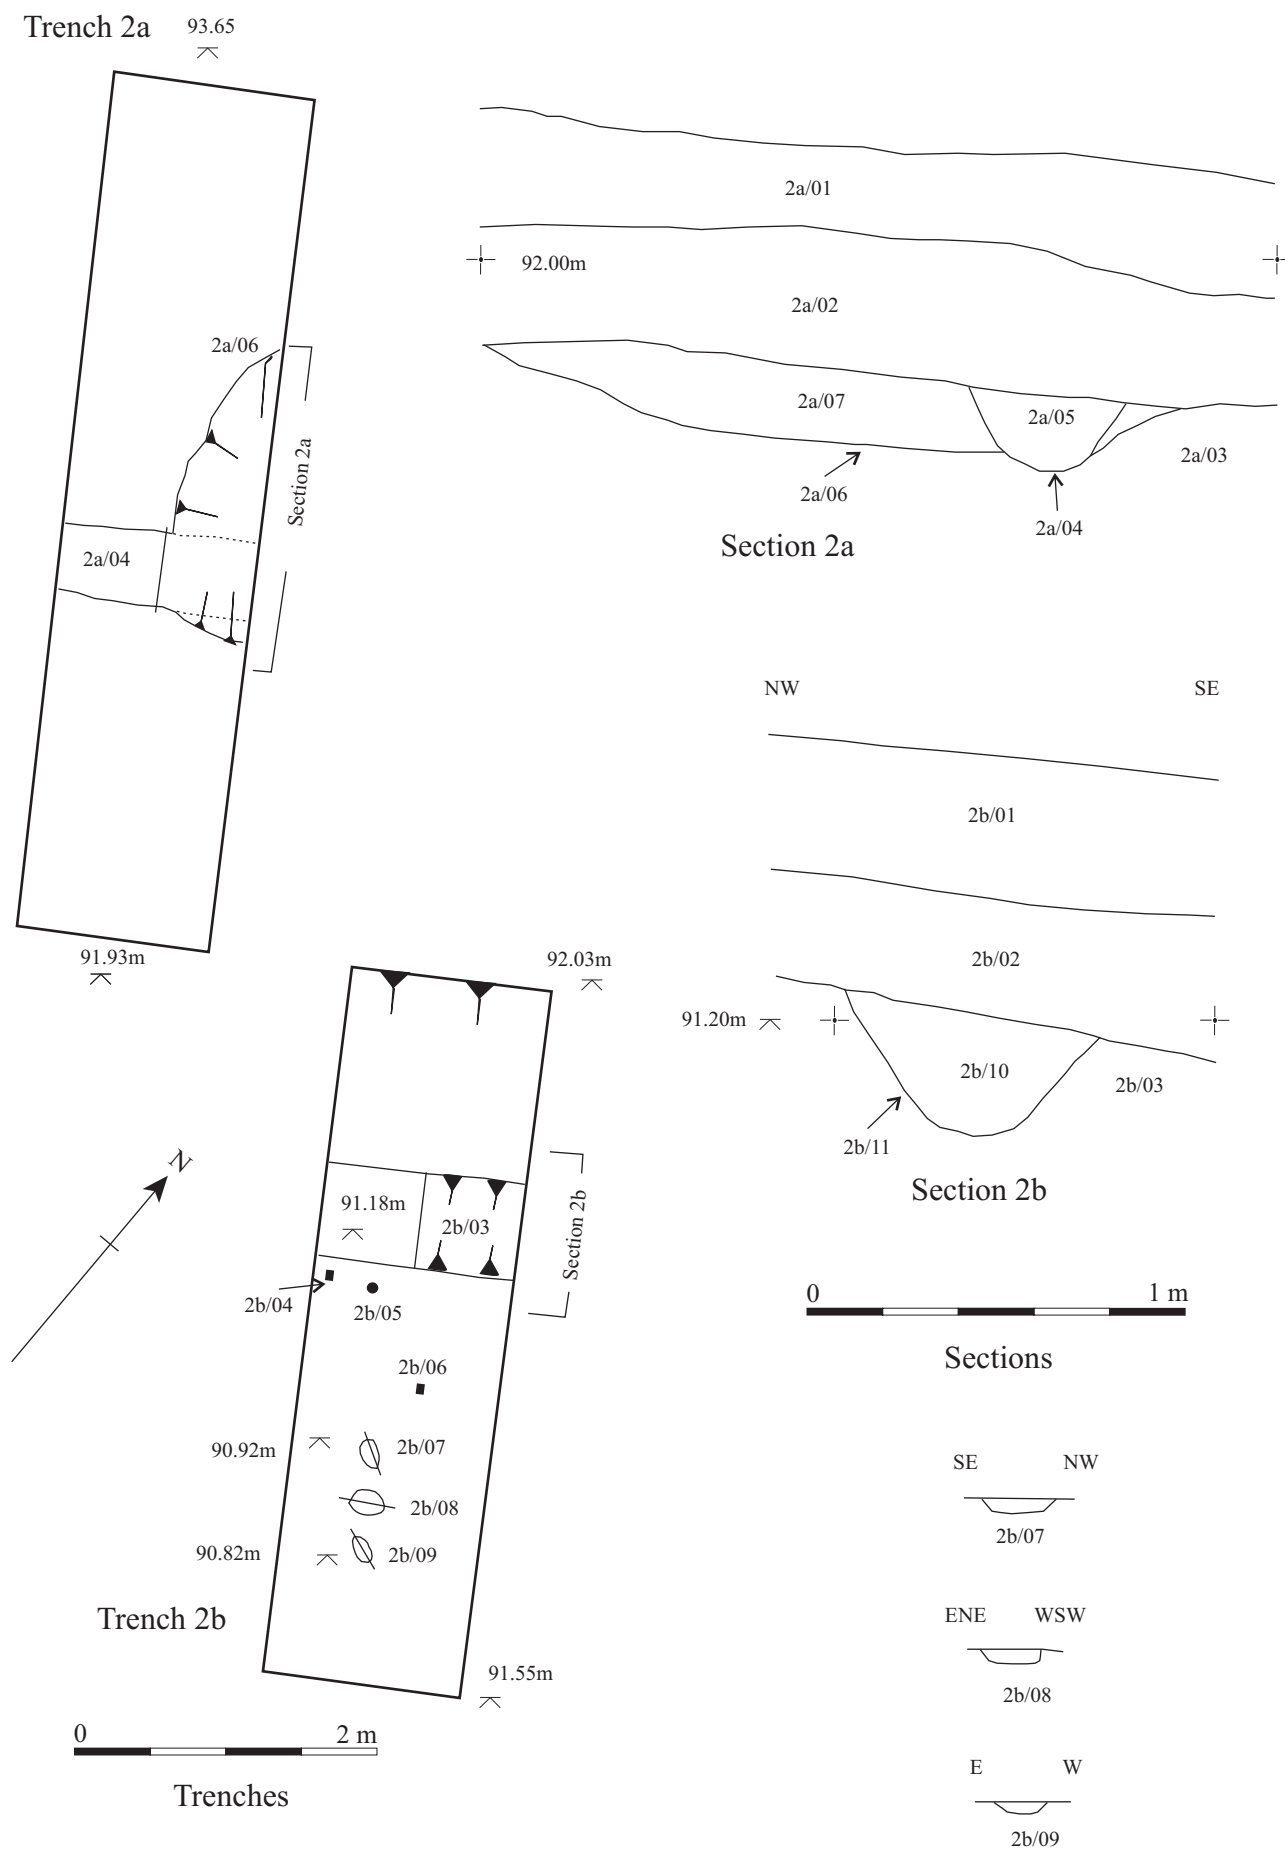 Trench 2a
93.65
2a/06
Section 2a
2a/04
91.93m
2a/01
92.00m
2a/02
2a/07
2a/05
2a/03
2a/06
2a/04
Section 2a
NW
SE
2b/01
2b/02
91.20m
2b/10
2b/03
2b/11
Section 2b
92.03m
N
91.18m
2b/03
Section 2b
2b/04
2b/05
2b/06
90.92m
2b/07
2b/08
90.82m
2b/09
Trench 2b
91.55m
0
2 m
Trenches
0
1 m
Sections
SE
NW
2b/07
ENE
WSW
2b/08
E
W
2b/09